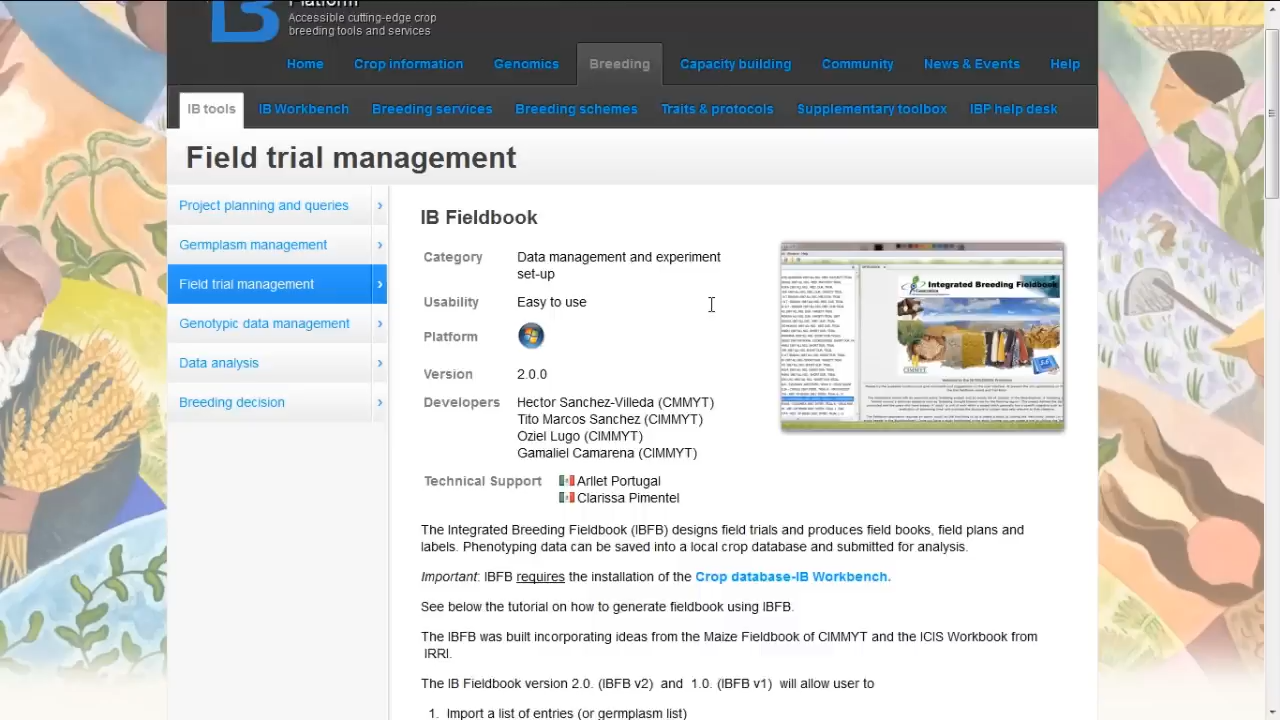 Platform
Accessible cutting-edge crop
breeding tools and services
Home Crop information Genomics Breeding Capacity building Community News & Events Help
IB tools IB Workbench Breeding services Breeding schemes Traits & protocols Supplementary toolbox IBP help desk
Field trial management
Project planning and queries
Germplasm management
Field trial management
Genotypic data management
Data analysis
Breeding decision
IB Fieldbook
Category Data management and experiment
set-up
Usability Easy to use
Platform
Version 2.0.0
Developers Hector Sanchez-Villeda (CMMYT)
Tito Marcos Sanchez (CIMMYT)
Oziel Lugo (CIMMYT)
Gamaliel Camarena (CIMMYT)
Technical Support Arllet Portugal
Clarissa Pimentel
Integrated Breeding Fieldbook
CIMMYT
The Integrated Breeding Fieldbook (IBFB) designs field trials and produces field books, field plans and
labels. Phenotyping data can be saved into a local crop database and submitted for analysis.
Important: IBFB requires the installation of the Crop database-IB Workbench.
See below the tutorial on how to generate fieldbook using IBFB.
The IBFB was built incorporating ideas from the Maize Fieldbook of CIMMYT and the ICIS Workbook from
IRRI.
The IB Fieldbook version 2.0. (IBFB v2) and 1.0. (IBFB v1) will allow user to
1. Import a list of entries (or germplasm list)